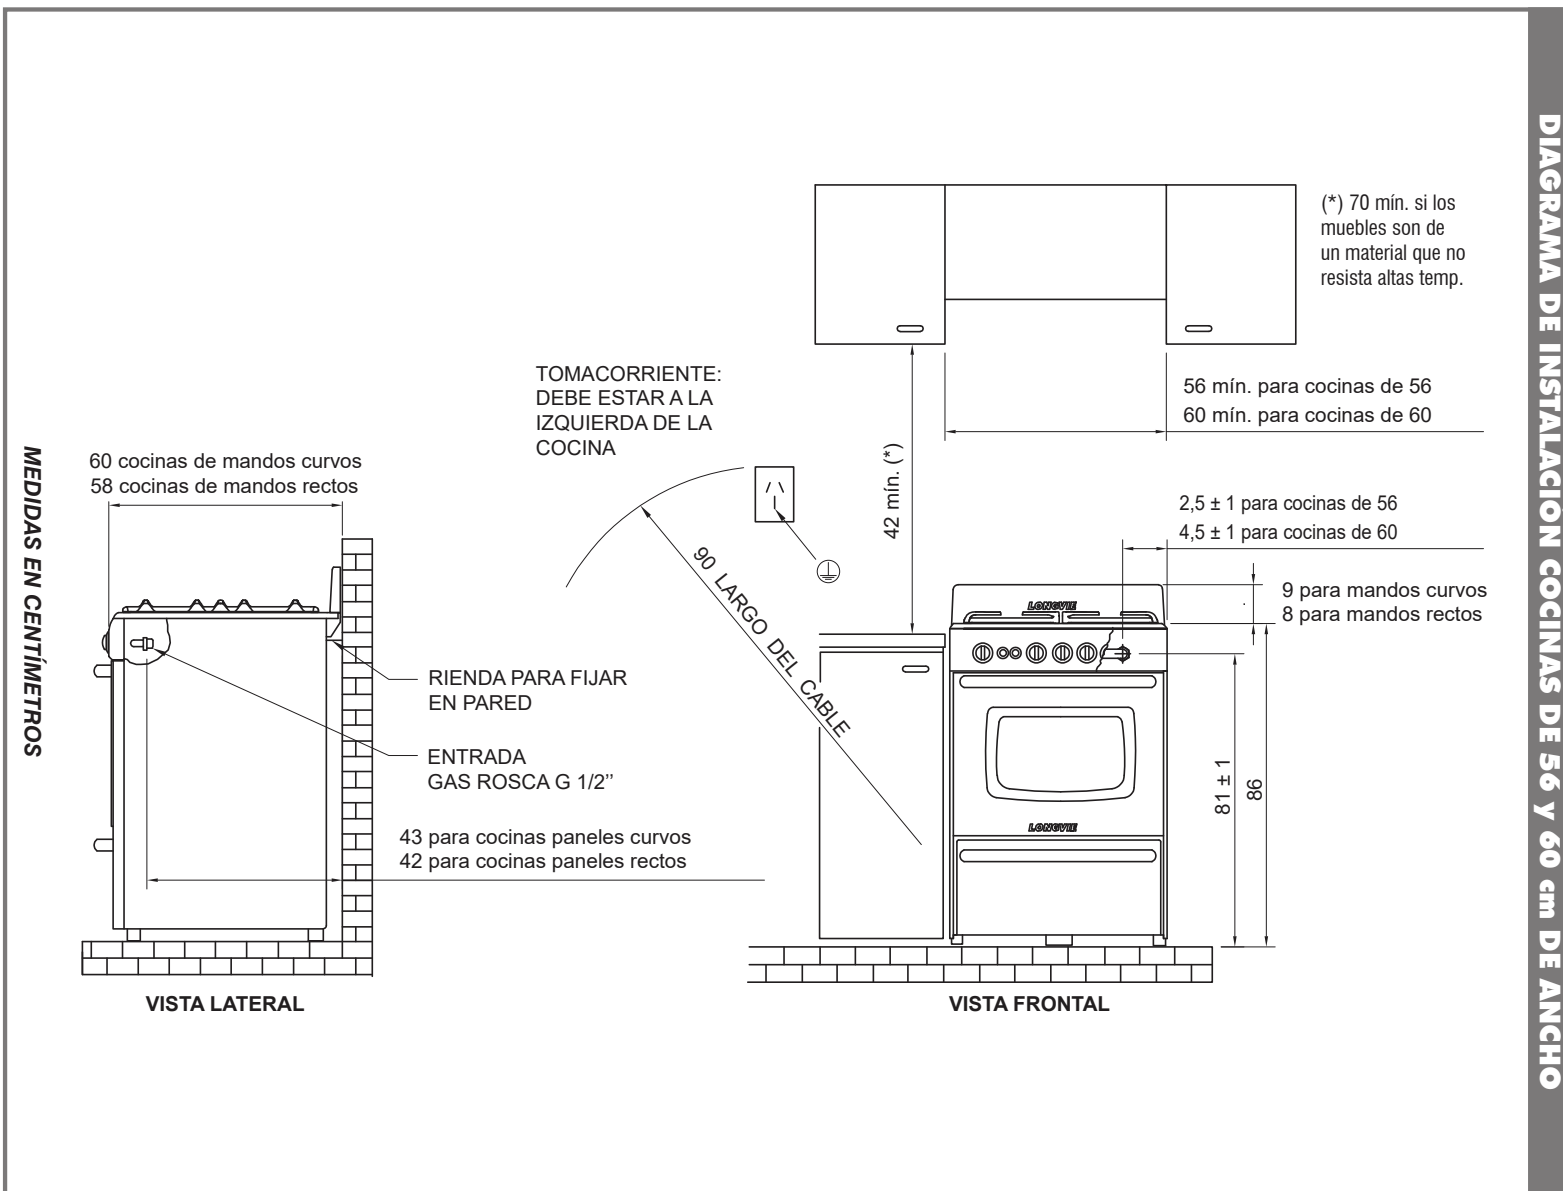 DIAGRAMA DE INSTALACIÓN COCINAS DE 56 y 60 cm DE ANCHO
MEDIDAS EN CENTÍMETROS
(*) 70 mín. si los
muebles son de
un material que no
resista altas temp.
TOMACORRIENTE:
DEBE ESTAR A LA
IZQUIERDA DE LA
COCINA
56 mín. para cocinas de 56
60 mín. para cocinas de 60
42 mín. (*)
60 cocinas de mandos curvos
58 cocinas de mandos rectos
2,5 ± 1 para cocinas de 56
4,5 ± 1 para cocinas de 60
90 LARGO DEL CABLE
9 para mandos curvos
8 para mandos rectos
LONGVIE
RIENDA PARA FIJAR
EN PARED
ENTRADA
GAS ROSCA G 1/2’’
81 ± 1
86
LONGVIE
43 para cocinas paneles curvos
42 para cocinas paneles rectos
VISTA LATERAL
VISTA FRONTAL